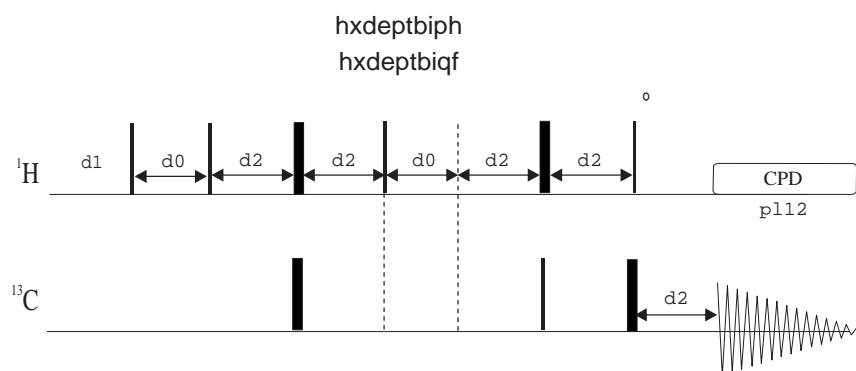 hxdeptbiph
hxdeptbiqf
o
¹H d1 d0 d2 d2 d0 d2 d2 CPD
pl12
¹³C d2